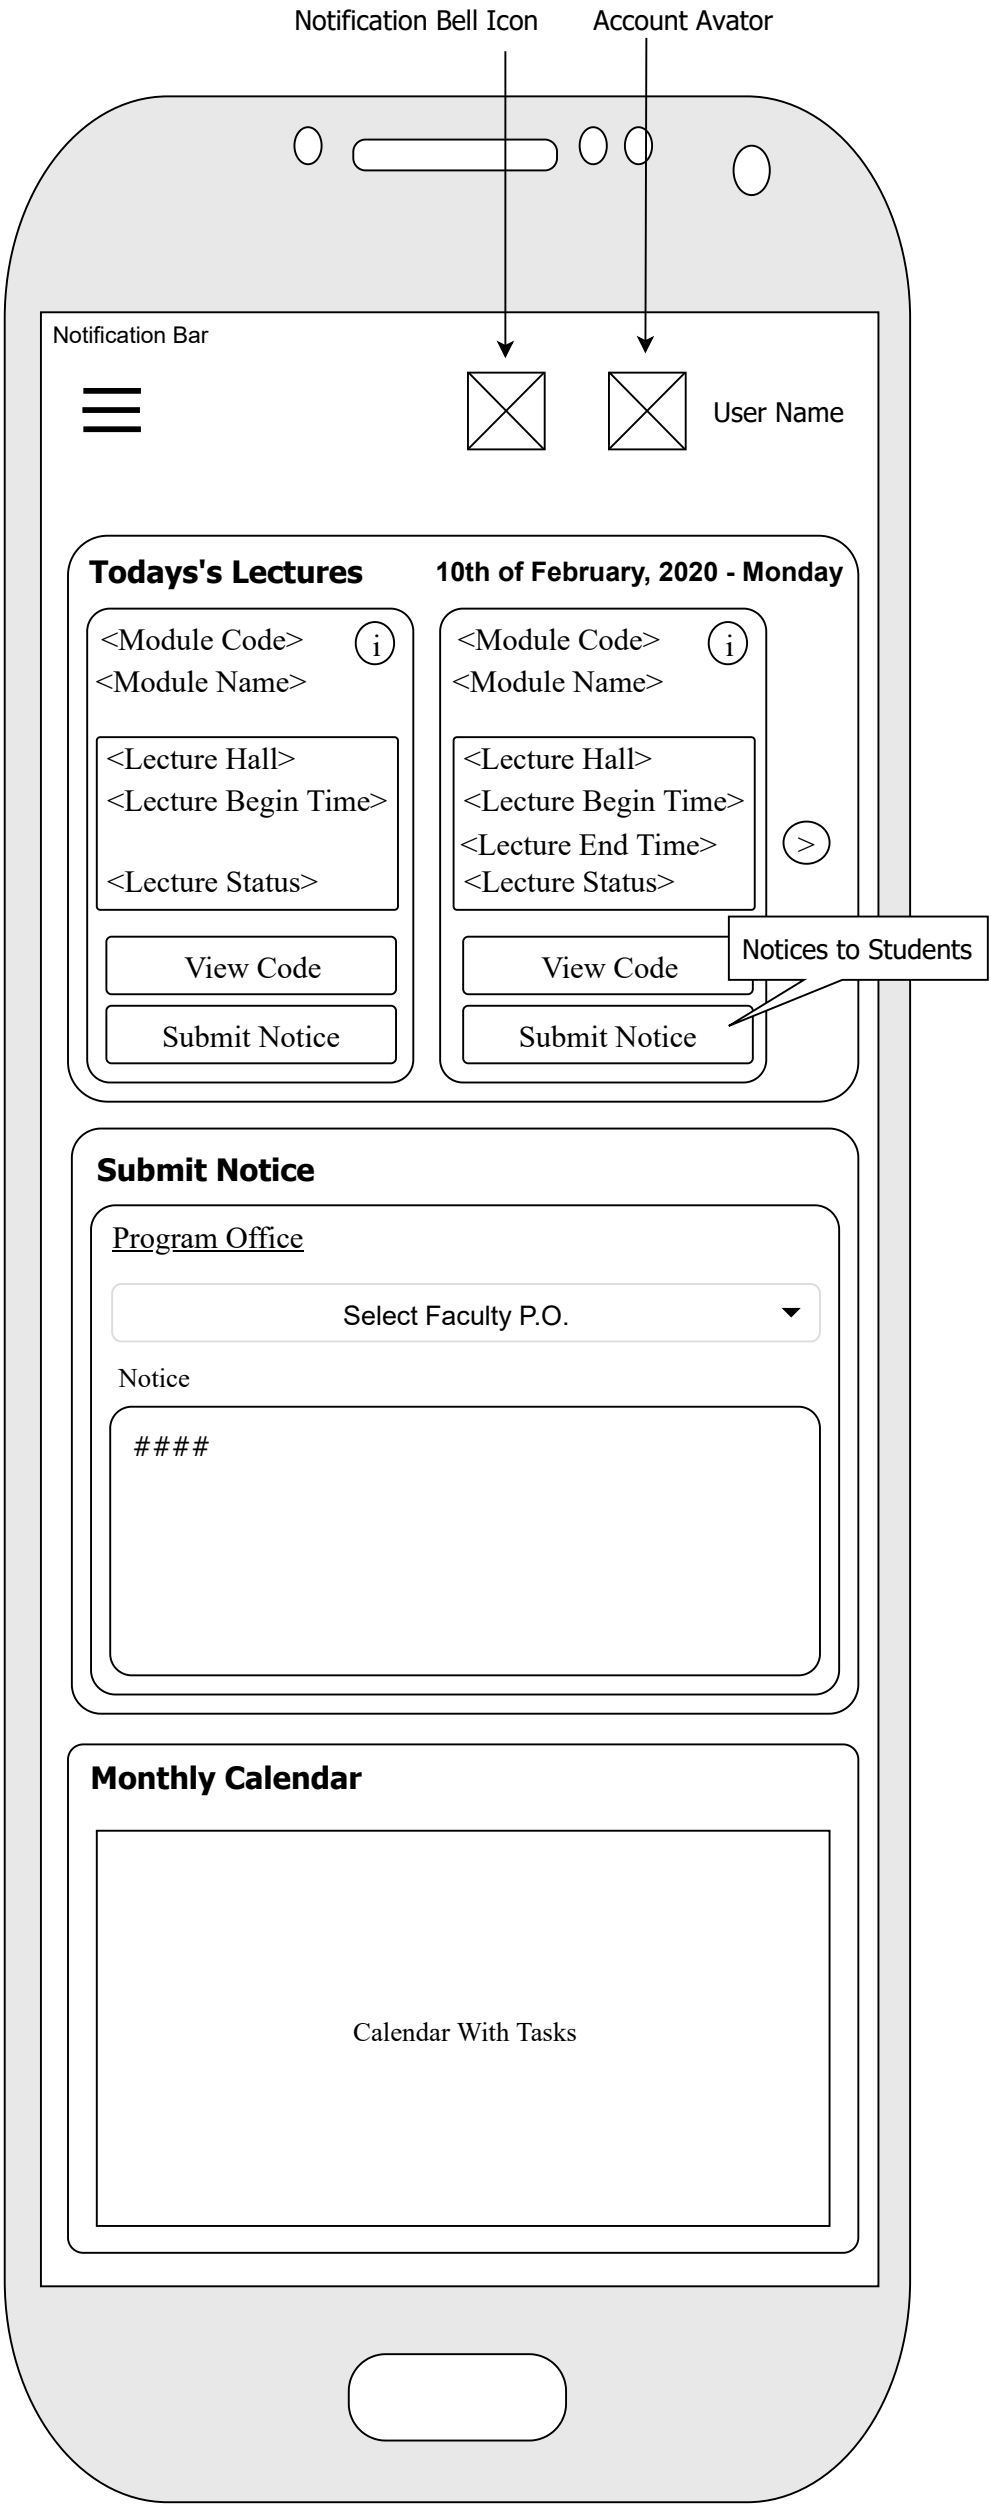 Notification Bell Icon
Account Avator
Notification Bar
User Name
Todays's Lectures
10th of February, 2020 - Monday
<Module Code>
i
<Module Name>
<Lecture Hall>
<Lecture Begin Time>
<Lecture Status>
View Code
Submit Notice
<Module Code>
i
<Module Name>
<Lecture Hall>
<Lecture Begin Time>
<Lecture End Time>
<Lecture Status>
View Code
Submit Notice
>
Notices to Students
Submit Notice
Program Office
Select Faculty P.O.
Notice
####
Monthly Calendar
Calendar With Tasks